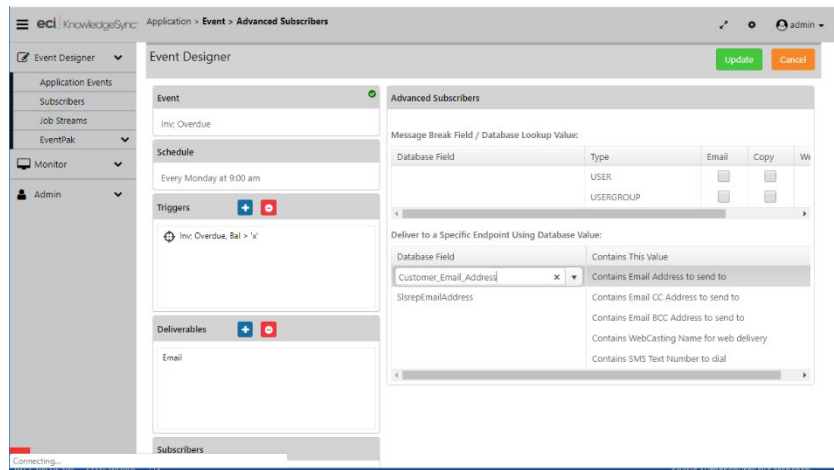 eci KnowledgeSync Application > Event > Advanced Subscribers admin
Event Designer
Application Events
Subscribers
Job Streams
EventPak
Monitor
Admin
Event Designer
Update Cancel
Event
Inv; Overdue
Schedule
Every Monday at 9:00 am
Triggers
Inv; Overdue, Bal > 'x'
Deliverables
Email
Subscribers
Advanced Subscribers
Message Break Field / Database Lookup Value:
Database Field Type Email Copy We
USER
USERGROUP
Deliver to a Specific Endpoint Using Database Value:
Database Field Contains This Value
Customer_Email_Address Contains Email Address to send to
SlsrepEmailAddress Contains Email CC Address to send to
Contains Email BCC Address to send to
Contains WebCasting Name for web delivery
Contains SMS Text Number to dial
Connecting...